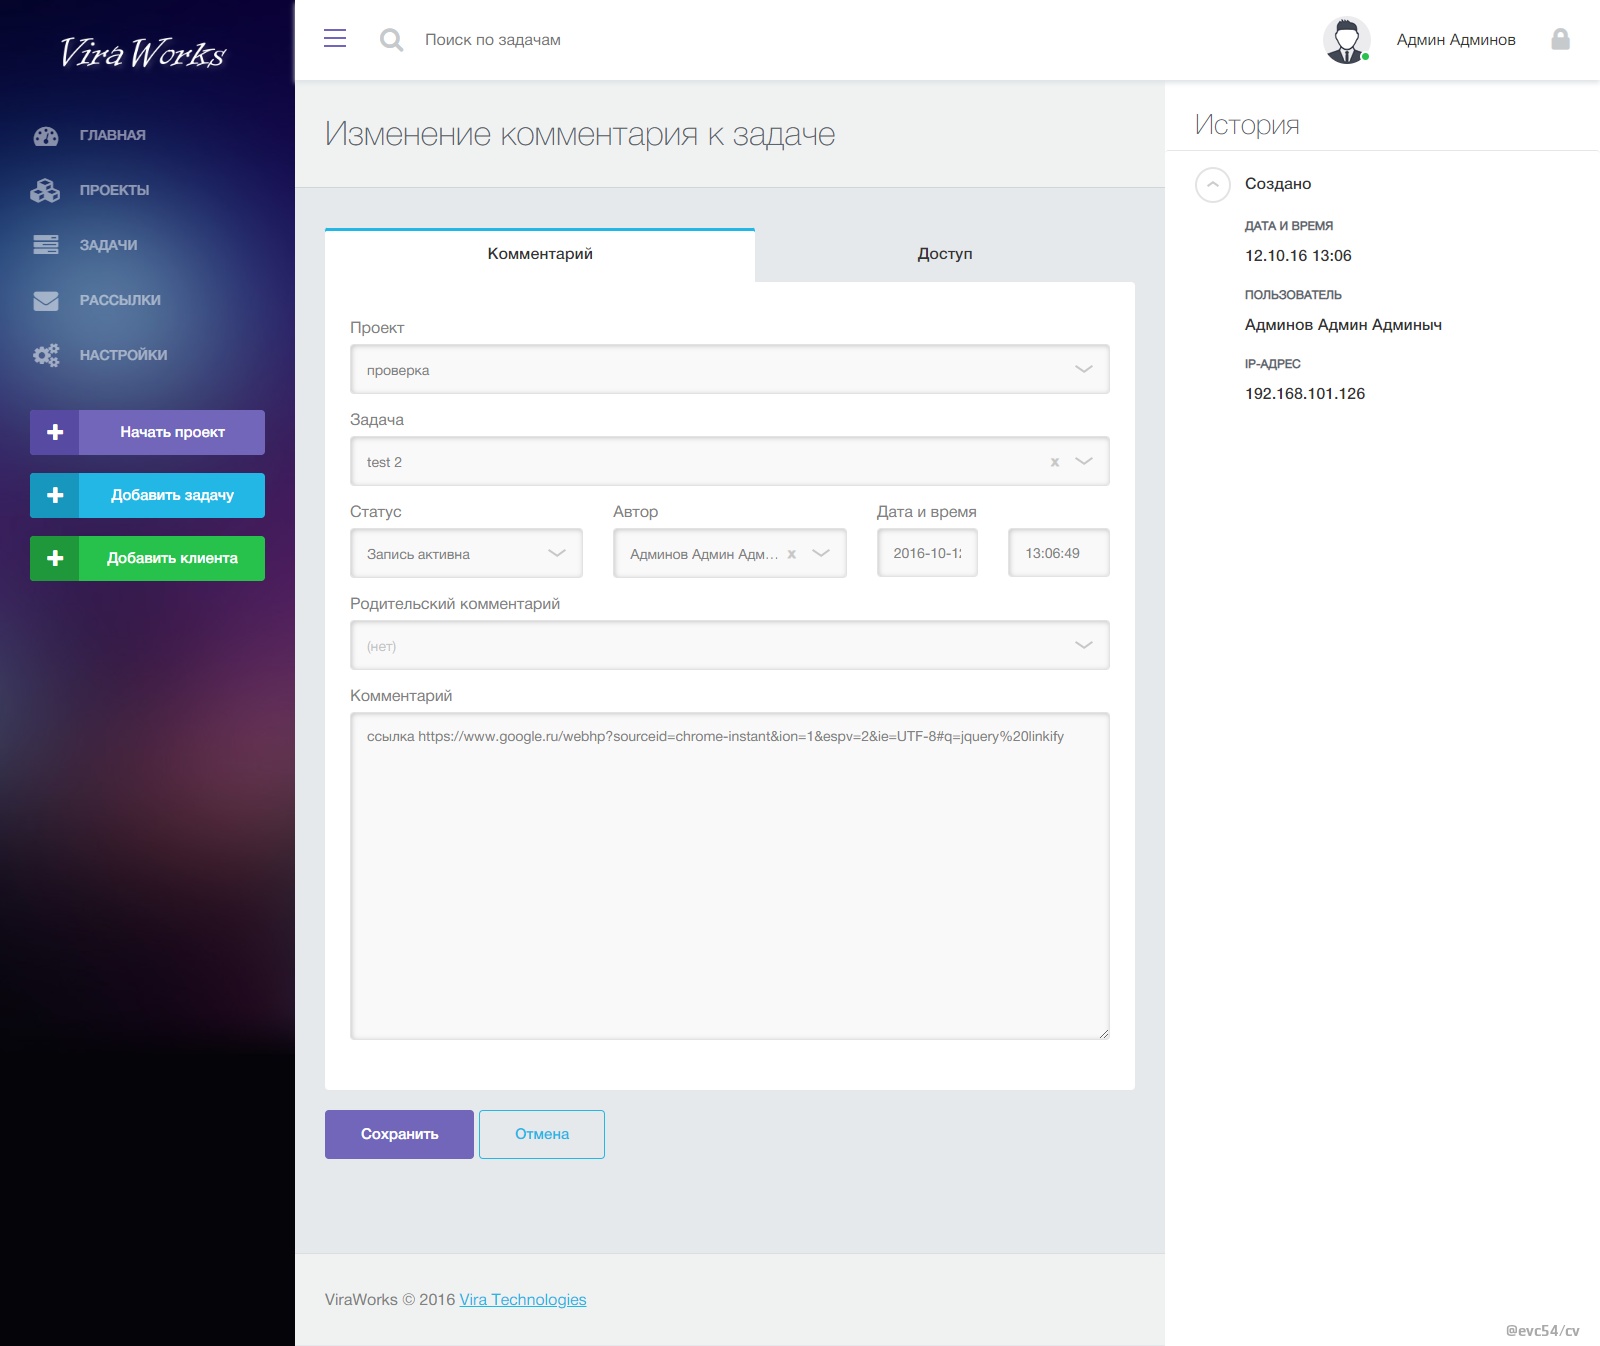 Vira Works
ГЛАВНАЯ
ПРОЕКТЫ
ЗАДАЧИ
РАССЫЛКИ
НАСТРОЙКИ
Начать проект
Добавить задачу
Добавить клиента
Поиск по задачам
Админ Админов
Изменение комментария к задаче
Комментарий
Доступ
Проект
проверка
Задача
test 2
x
Статус
Автор
Дата и время
Запись активна
Админов Админ Адм...
x
2016-10-1
13:06:49
Родительский комментарий
(нет)
Комментарий
ссылка https://www.google.ru/webhp?sourceid=chrome-instant&ion=1&espv=2&ie=UTF-8#q=jquery%20linkify
Сохранить
Отмена
ViraWorks © 2016 Vira Technologies
История
Создано
ДАТА И ВРЕМЯ
12.10.16 13:06
ПОЛЬЗОВАТЕЛЬ
Админов Админ Админыч
IP-АДРЕС
192.168.101.126
@evc54/cv